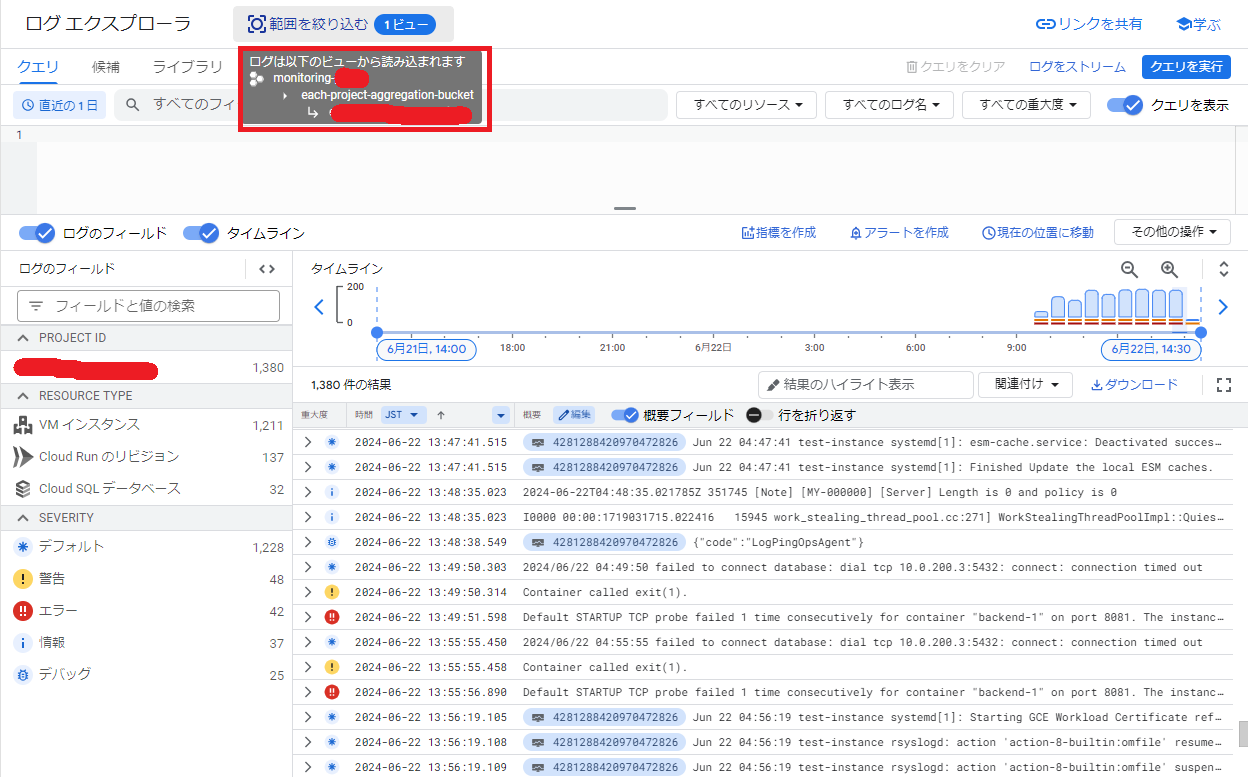 ログ エクスプローラ 範囲を絞り込む 1 ビュー リンクを共有 学ぶ
クエリ 候補 ライブラリ クエリをクリア ログをストリーム クエリを実行
ログは以下のビューから読み込まれます
monitoring-
each-project-aggregation-bucket
直近の 1 日 すべてのフィ すべてのリソース すべてのログ名 すべての重大度 クエリを表示
1
ログのフィールド タイムライン 指標を作成 アラートを作成 現在の位置に移動 その他の操作
ログのフィールド
フィールドと値の検索
PROJECT ID
1,380
RESOURCE TYPE
VM インスタンス 1,211
Cloud Run のリビジョン 137
Cloud SQL データベース 32
SEVERITY
デフォルト 1,228
警告 48
エラー 42
情報 37
デバッグ 25
タイムライン
200
0
6月21日, 14:00 18:00 21:00 6月22日 3:00 6:00 9:00 6月22日, 14:30
1,380 件の結果 結果のハイライト表示 関連付け ダウンロード
重大度 時間 JST 概要 編集 概要フィールド 行を折り返す
2024-06-22 13:47:41.515 4281288420970472826 Jun 22 04:47:41 test-instance systemd[1]: esm-cache.service: Deactivated succes…
2024-06-22 13:47:41.515 4281288420970472826 Jun 22 04:47:41 test-instance systemd[1]: Finished Update the local ESM caches.
2024-06-22 13:48:35.023 2024-06-22T04:48:35.021785Z 351745 [Note] [MY-000000] [Server] Length is 0 and policy is 0
2024-06-22 13:48:35.023 I0000 00:00:1719031715.022416 15945 work_stealing_thread_pool.cc:271] WorkStealingThreadPoolImpl::Quies…
2024-06-22 13:48:38.549 4281288420970472826 {"code":"LogPingOpsAgent"}
2024-06-22 13:49:50.303 2024/06/22 04:49:50 failed to connect database: dial tcp 10.0.200.3:5432: connect: connection timed out
2024-06-22 13:49:50.314 Container called exit(1).
2024-06-22 13:49:51.598 Default STARTUP TCP probe failed 1 time consecutively for container "backend-1" on port 8081. The instanc…
2024-06-22 13:55:55.450 2024/06/22 04:55:55 failed to connect database: dial tcp 10.0.200.3:5432: connect: connection timed out
2024-06-22 13:55:55.458 Container called exit(1).
2024-06-22 13:55:56.890 Default STARTUP TCP probe failed 1 time consecutively for container "backend-1" on port 8081. The instanc…
2024-06-22 13:56:19.105 4281288420970472826 Jun 22 04:56:19 test-instance systemd[1]: Starting GCE Workload Certificate ref…
2024-06-22 13:56:19.108 4281288420970472826 Jun 22 04:56:19 test-instance rsyslogd: action 'action-8-builtin:omfile' resume…
2024-06-22 13:56:19.109 4281288420970472826 Jun 22 04:56:19 test-instance rsyslogd: action 'action-8-builtin:omfile' suspen…